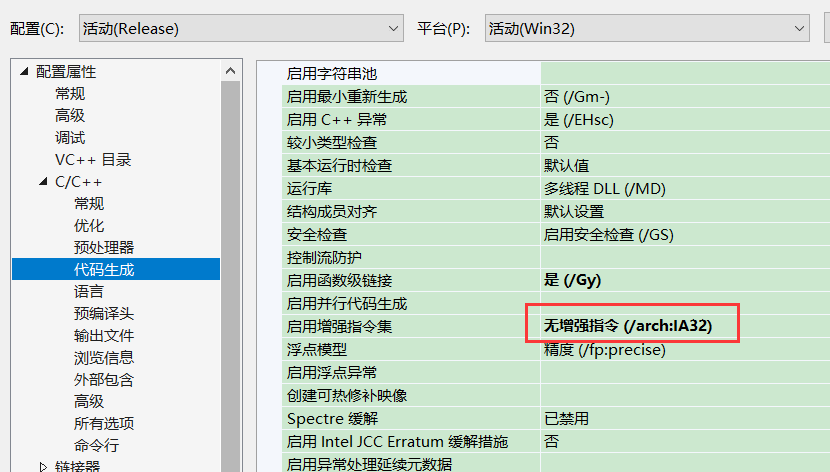 配置(C): 活动(Release) 平台(P): 活动(Win32)
配置属性
常规
高级
调试
VC++ 目录
C/C++
常规
优化
预处理器
代码生成
语言
预编译头
输出文件
浏览信息
外部包含
高级
所有选项
命令行
链接器
启用字符串池
启用最小重新生成 否 (/Gm-)
启用 C++ 异常 是 (/EHsc)
较小类型检查 否
基本运行时检查 默认值
运行库 多线程 DLL (/MD)
结构成员对齐 默认设置
安全检查 启用安全检查 (/GS)
控制流防护
启用函数级链接 是 (/Gy)
启用并行代码生成
启用增强指令集 无增强指令 (/arch:IA32)
浮点模型 精度 (/fp:precise)
启用浮点异常
创建可热修补映像
Spectre 缓解 已禁用
启用 Intel JCC Erratum 缓解措施 否
启用异常处理延续元数据